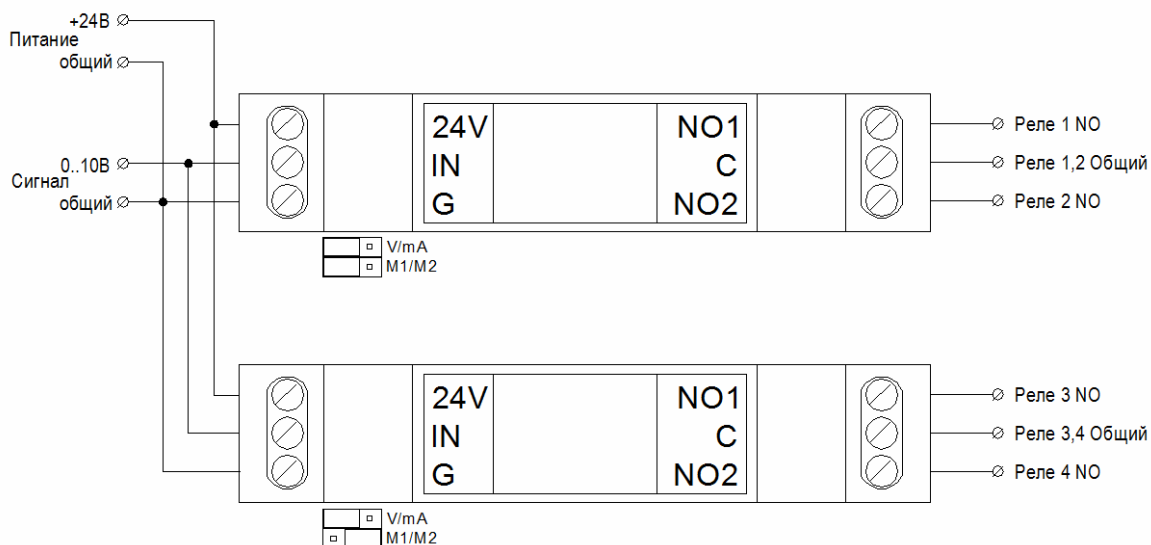 +24В
Питание
общий
0..10В
Сигнал
общий
24V NO1
IN C
G NO2
Реле 1 NO
Реле 1,2 Общий
Реле 2 NO
V/mA
M1/M2
24V NO1
IN C
G NO2
Реле 3 NO
Реле 3,4 Общий
Реле 4 NO
V/mA
M1/M2